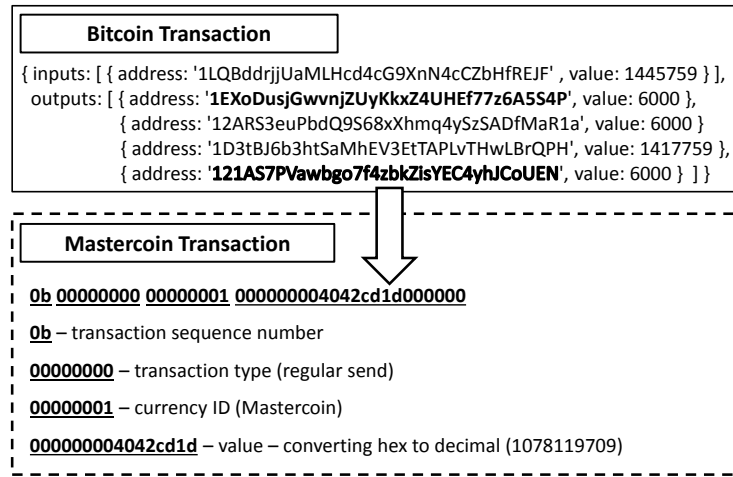 Bitcoin Transaction
{ inputs: [ { address: '1LQBddrjjUaMLHcd4cG9XnN4cCZbHfREJF' , value: 1445759 } ],
outputs: [ { address: '1EXoDusjGwvnjZUyKkxZ4UHEf77z6A5S4P', value: 6000 },
{ address: '12ARS3euPbdQ9S68xXhmq4ySzSADfMaR1a', value: 6000 }
{ address: '1D3tBJ6b3htSaMhEV3EtTAPLvTHwLBrQPH', value: 1417759 },
{ address: '121AS7PVawbgo7f4zbkZisYEC4yhJCoUEN', value: 6000 } ] }
Mastercoin Transaction
0b 00000000 00000001 000000004042cd1d000000
0b – transaction sequence number
00000000 – transaction type (regular send)
00000001 – currency ID (Mastercoin)
000000004042cd1d – value – converting hex to decimal (1078119709)